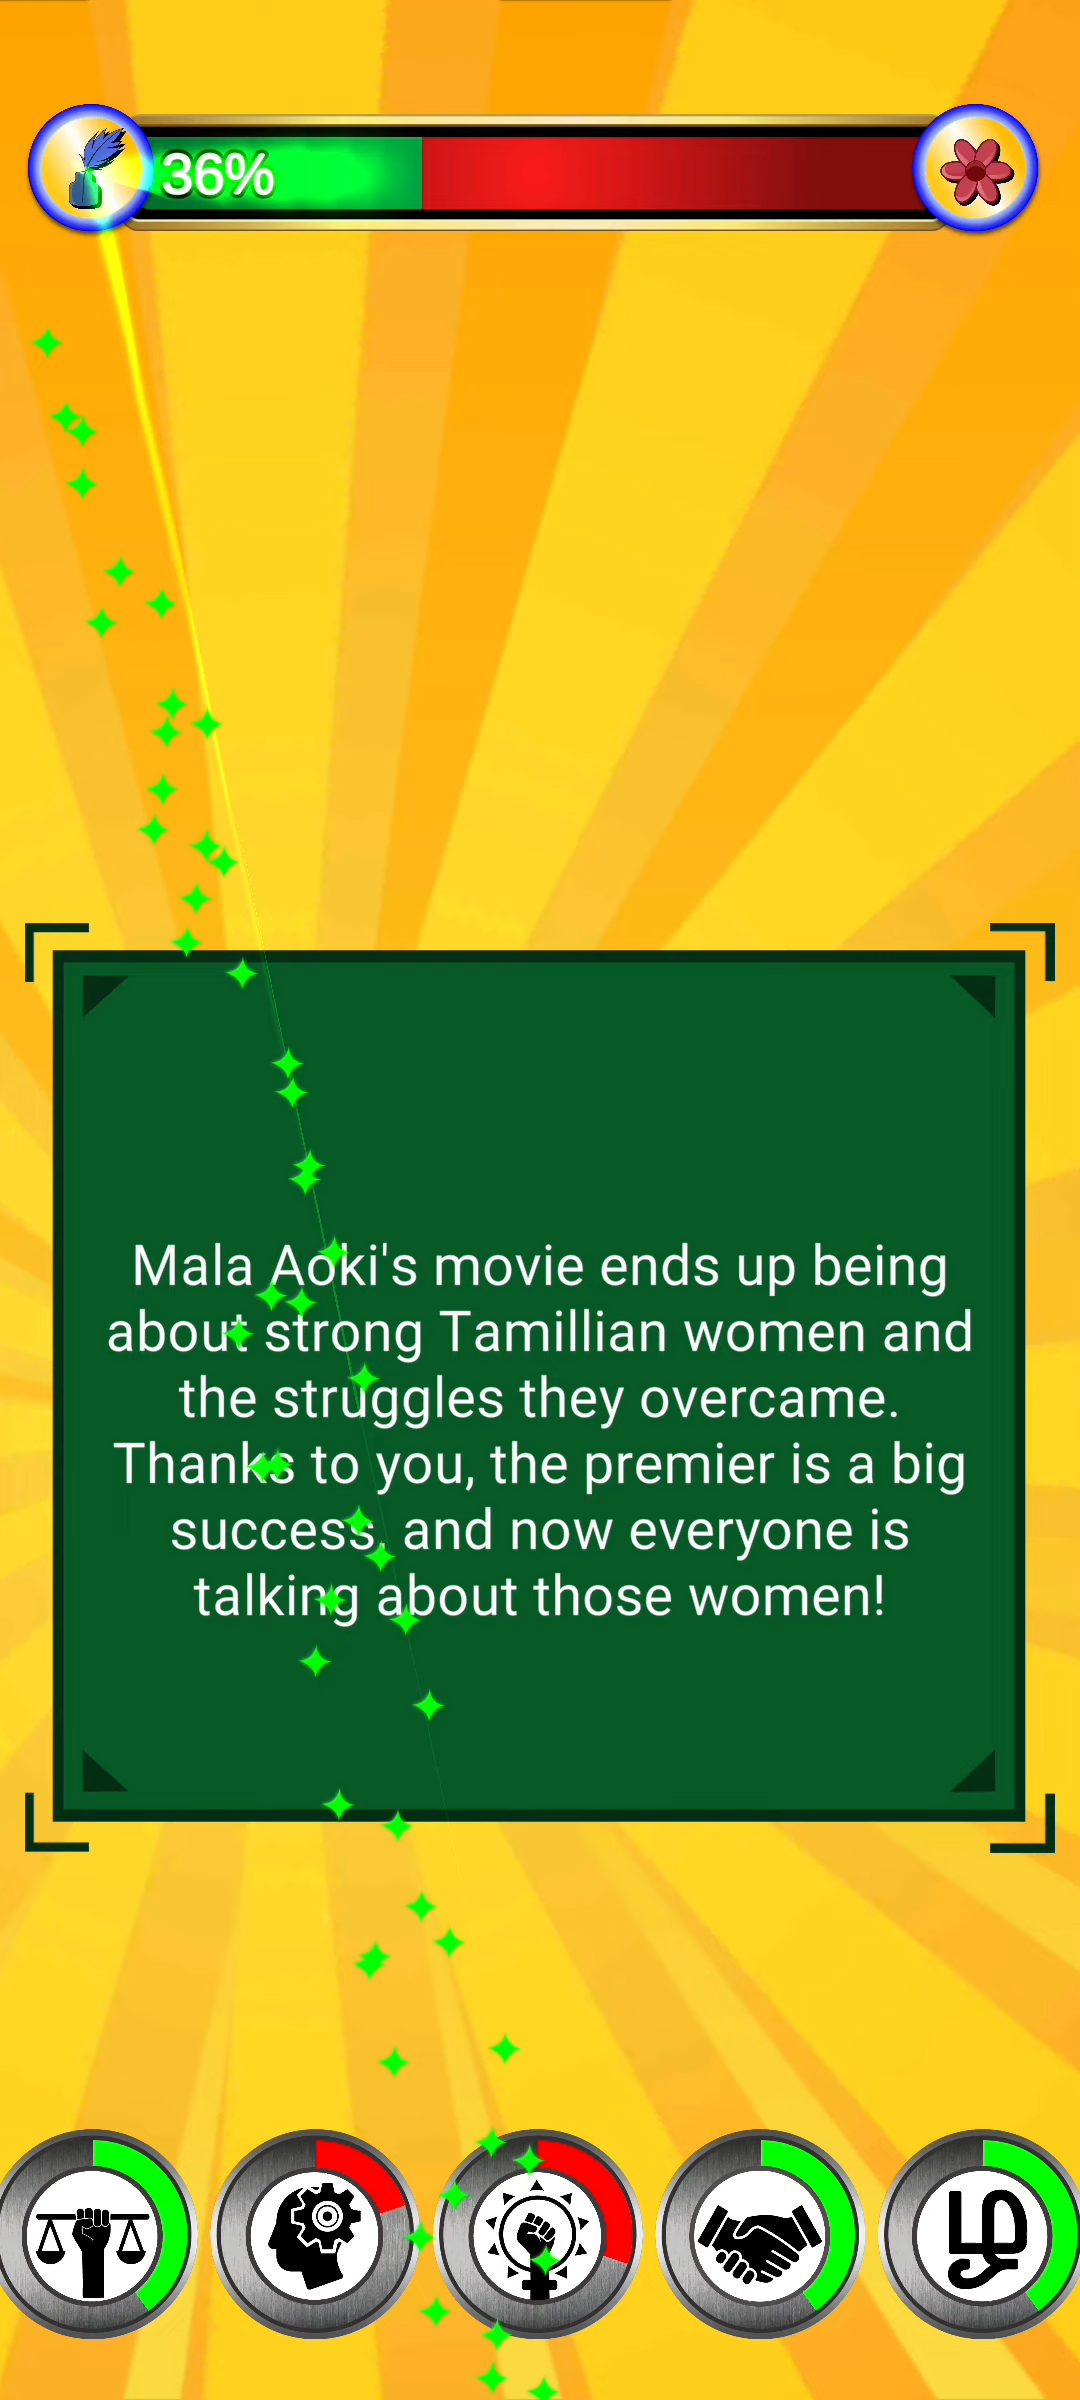 36%
Mala Aoki's movie ends up being
about strong Tamillian women and
the struggles they overcame.
Thanks to you, the premier is a big
success, and now everyone is
talking about those women!